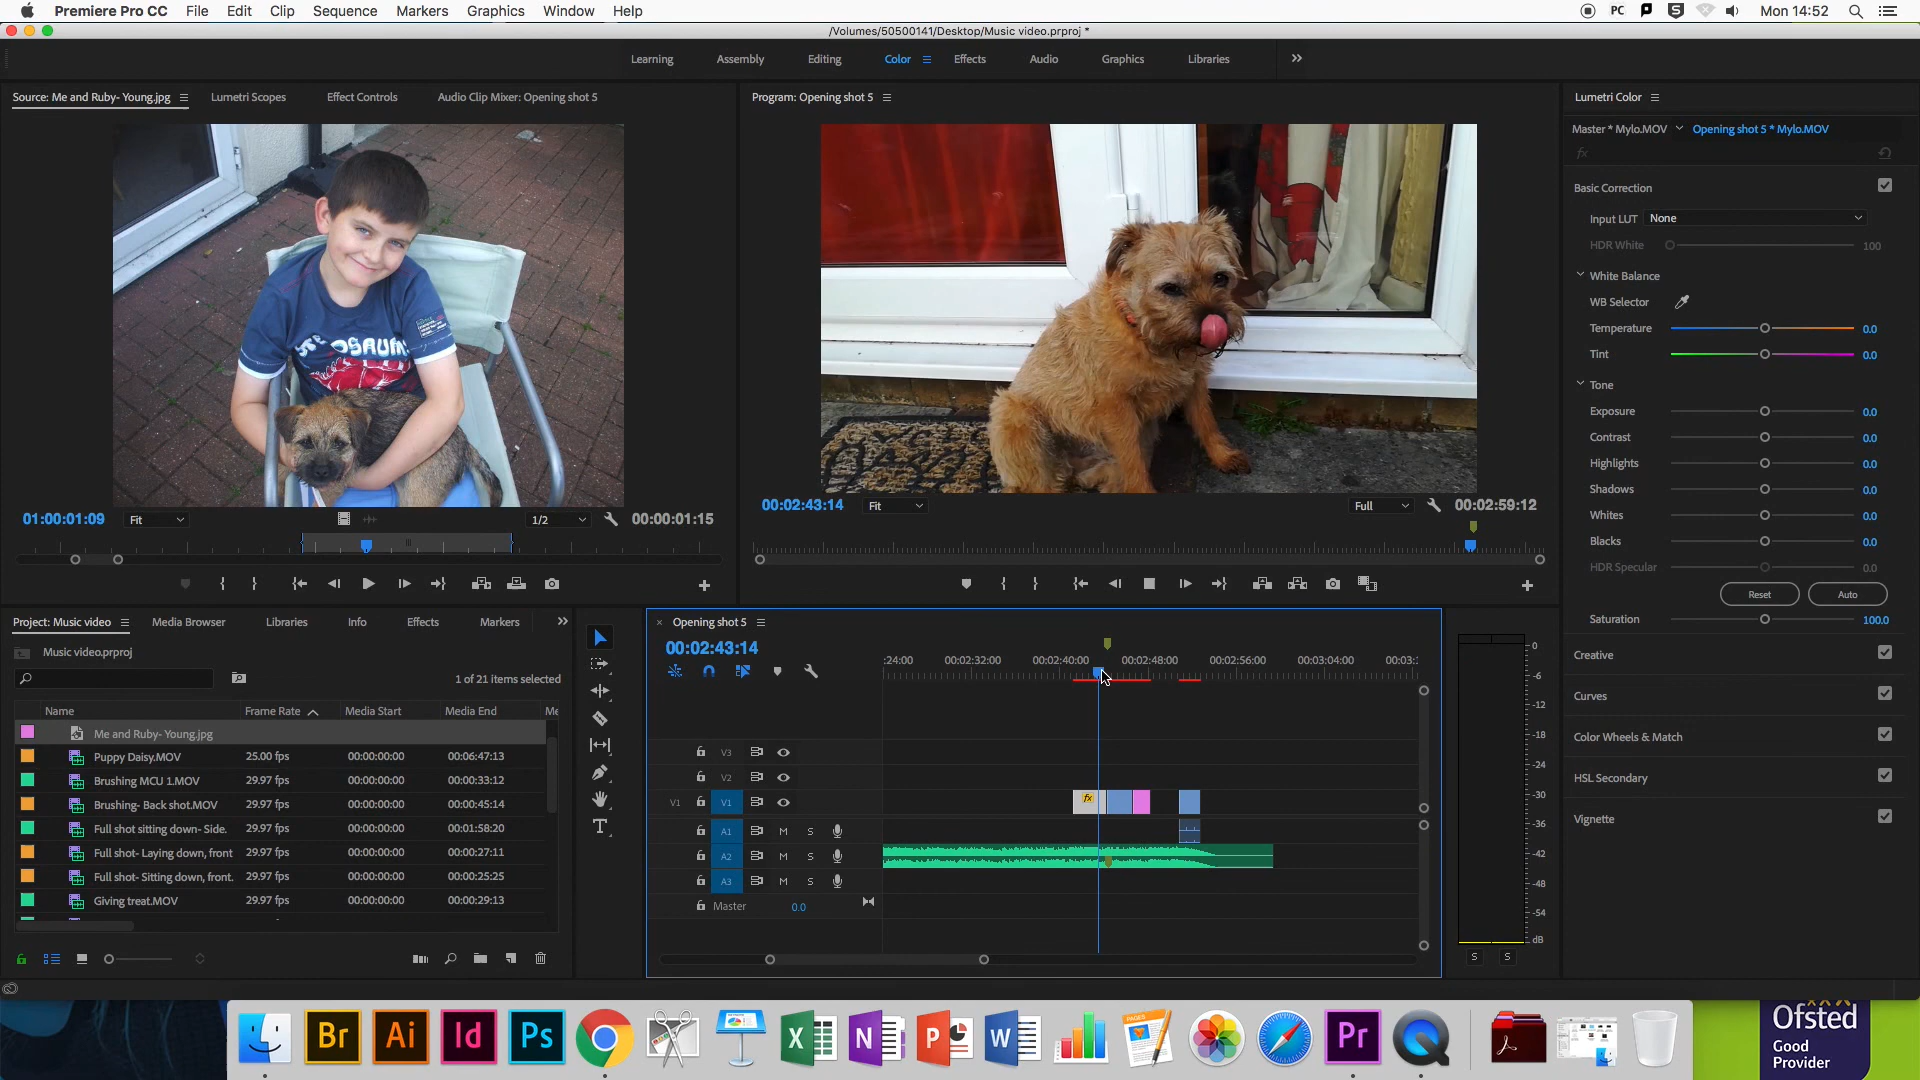 Premiere Pro CC File Edit Clip Sequence Markers Graphics Window Help PC Mon 14:52
/Volumes/50500141/Desktop/Music video.prproj *
Learning Assembly Editing Color Effects Audio Graphics Libraries
Source: Me and Ruby- Young.jpg Lumetri Scopes Effect Controls Audio Clip Mixer: Opening shot 5
Program: Opening shot 5
Lumetri Color
Master * Mylo.MOV Opening shot 5 * Mylo.MOV
fx
Basic Correction
Input LUT None
HDR White 100
White Balance
WB Selector
Temperature 0.0
Tint 0.0
Tone
Exposure 0.0
Contrast 0.0
Highlights 0.0
Shadows 0.0
Whites 0.0
Blacks 0.0
HDR Specular 0.0
Reset Auto
Saturation 100.0
Creative
Curves
Color Wheels & Match
HSL Secondary
Vignette
01:00:01:09 Fit 1/2 00:00:01:15
00:02:43:14 Fit Full 00:02:59:12
Project: Music video Media Browser Libraries Info Effects Markers
Music video.prproj
1 of 21 items selected
Name Frame Rate Media Start Media End Me
Me and Ruby- Young.jpg
Puppy Daisy.MOV 25.00 fps 00:00:00:00 00:06:47:13
Brushing MCU 1.MOV 29.97 fps 00:00:00:00 00:00:33:12
Brushing- Back shot.MOV 29.97 fps 00:00:00:00 00:00:45:14
Full shot sitting down- Side. 29.97 fps 00:00:00:00 00:01:58:20
Full shot- Laying down, front 29.97 fps 00:00:00:00 00:00:27:11
Full shot- Sitting down, front. 29.97 fps 00:00:00:00 00:00:25:25
Giving treat.MOV 29.97 fps 00:00:00:00 00:00:29:13
Opening shot 5
00:02:43:14
:24:00 00:02:32:00 00:02:40:00 00:02:48:00 00:02:56:00 00:03:04:00 00:03:1
V3
V2
V1 V1 fx
A1 M S
A2 M S
A3 M S
Master 0.0
0
-6
-12
-18
-24
-30
-36
-42
-48
-54
dB
S S
Br Ai Id Ps X N P W PAGES Pr
Ofsted
Good
Provider